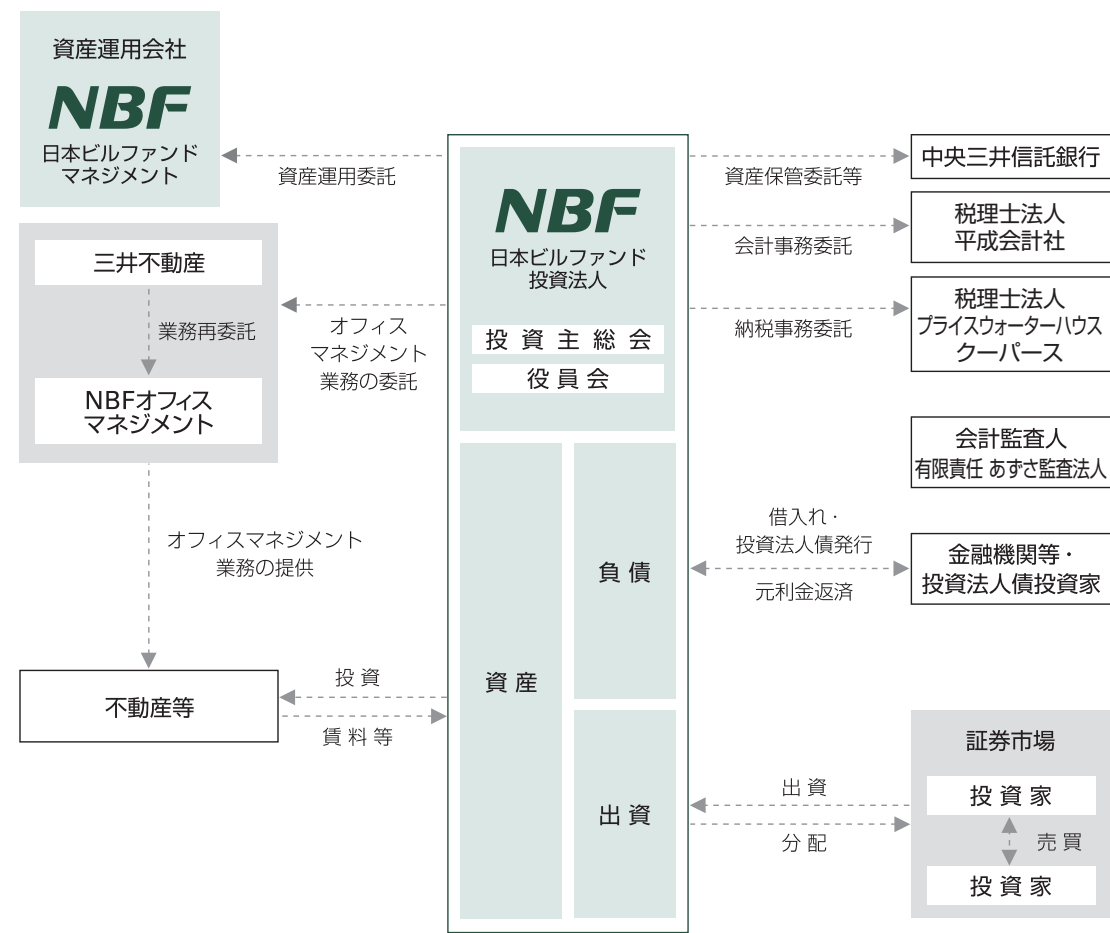 資産運用会社
NBF
日本ビルファンド
マネジメント
資産運用委託
三井不動産
業務再委託
NBFオフィス
マネジメント
オフィス
マネジメント
業務の委託
オフィスマネジメント
業務の提供
不動産等
投資
賃料等
NBF
日本ビルファンド
投資法人
投資主総会
役員会
資産
負債
出資
資産保管委託等
中央三井信託銀行
会計事務委託
税理士法人
平成会計社
納税事務委託
税理士法人
プライスウォーターハウス
クーパース
会計監査人
有限責任 あずさ監査法人
借入れ・
投資法人債発行
元利金返済
金融機関等・
投資法人債投資家
出資
分配
証券市場
投資家
売買
投資家